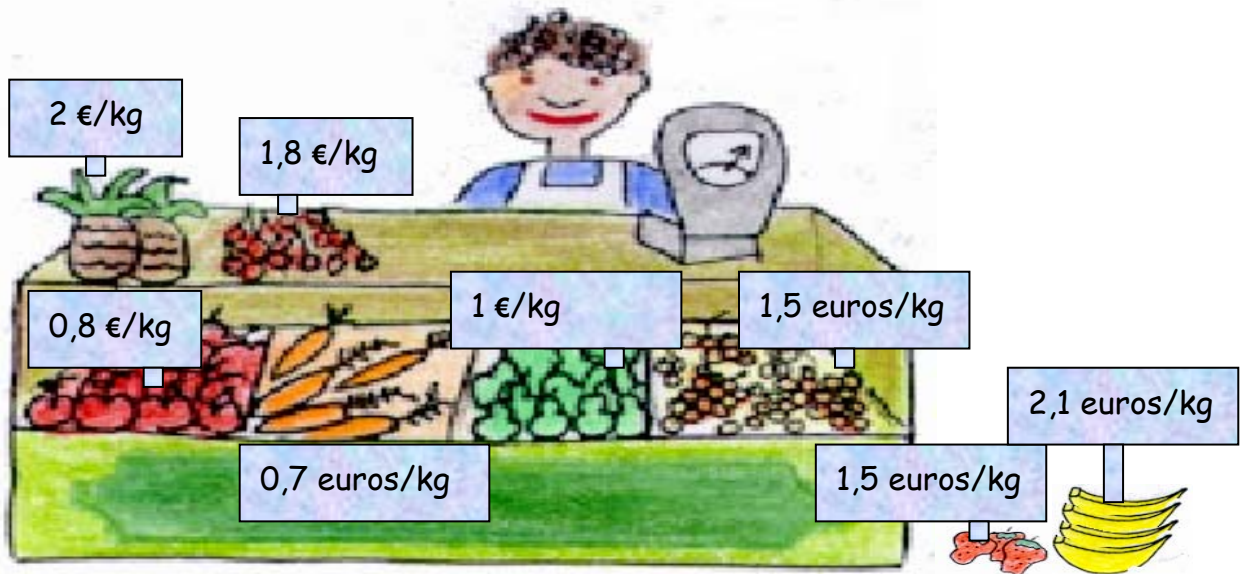 2 €/kg
1,8 €/kg
0,8 €/kg
1 €/kg
1,5 euros/kg
2,1 euros/kg
0,7 euros/kg
1,5 euros/kg